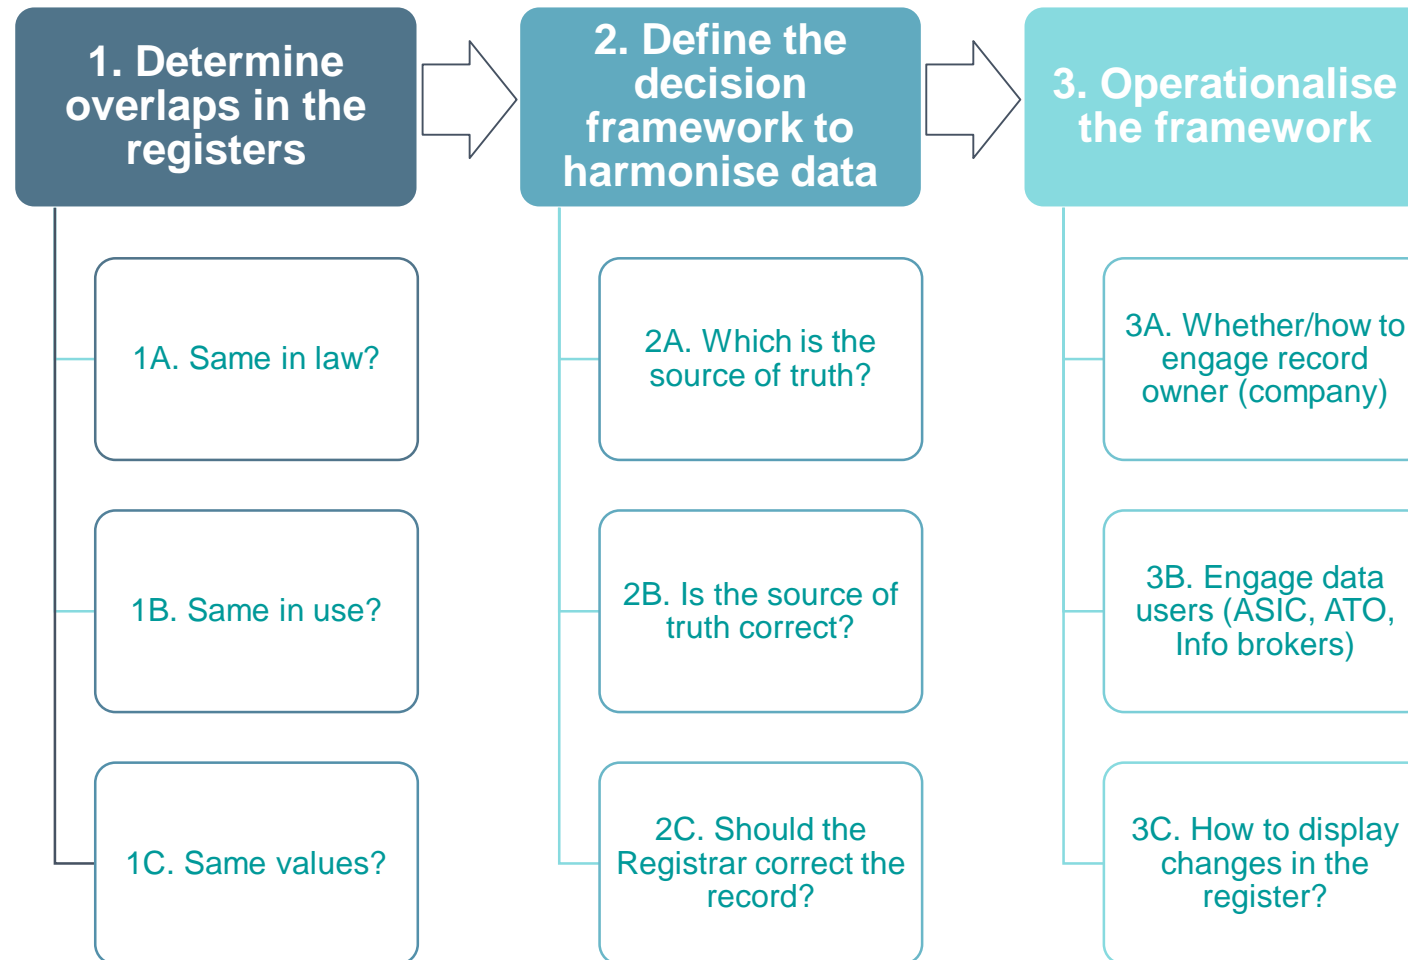 1. Determine
overlaps in the
registers
1A. Same in law?
1B. Same in use?
1C. Same values?
2. Define the
decision
framework to
harmonise data
2A. Which is the
source of truth?
2B. Is the source of
truth correct?
2C. Should the
Registrar correct the
record?
3. Operationalise
the framework
3A. Whether/how to
engage record
owner (company)
3B. Engage data
users (ASIC, ATO,
Info brokers)
3C. How to display
changes in the
register?